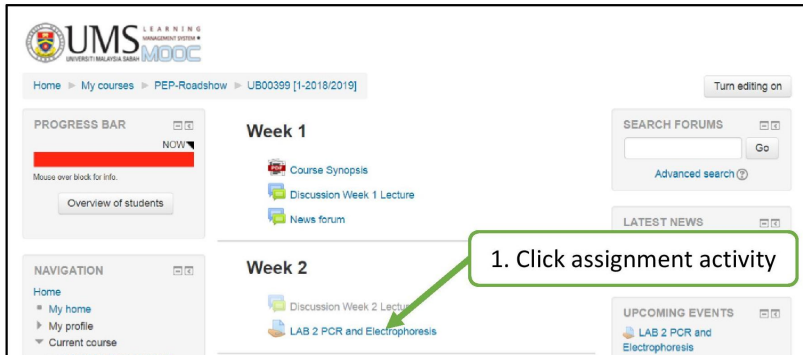 UMS LEARNING
MANAGEMENT SYSTEM
MOOC
UNIVERSITI MALAYSIA SABAH
Home My courses PEP-Roadshow UB00399 [1-2018/2019]
Turn editing on
PROGRESS BAR
NOW
Mouse over block for info.
Overview of students
NAVIGATION
Home
My home
My profile
Current course
Week 1
Course Synopsis
Discussion Week 1 Lecture
News forum
Week 2
Discussion Week 2 Lectu
LAB 2 PCR and Electrophoresis
1. Click assignment activity
SEARCH FORUMS
Go
Advanced search
LATEST NEWS
UPCOMING EVENTS
LAB 2 PCR and
Electrophoresis